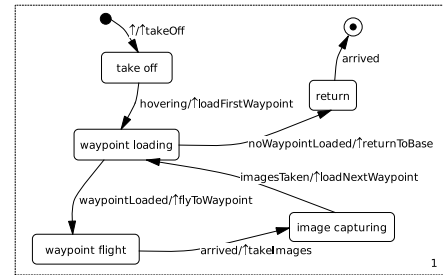 ↑/↑takeOff
take off
arrived
return
hovering/↑loadFirstWaypoint
waypoint loading
noWaypointLoaded/↑returnToBase
imagesTaken/↑loadNextWaypoint
waypointLoaded/↑flyToWaypoint
image capturing
waypoint flight
arrived/↑takeImages
1